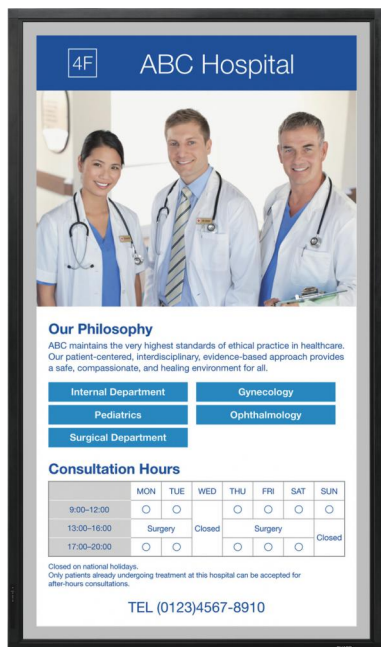 4F ABC Hospital
Our Philosophy
ABC maintains the very highest standards of ethical practice in healthcare.
Our patient-centered, interdisciplinary, evidence-based approach provides
a safe, compassionate, and healing environment for all.
Internal Department Gynecology
Pediatrics Ophthalmology
Surgical Department
Consultation Hours
MON TUE WED THU FRI SAT SUN
9:00–12:00 ○ ○ ○ ○ ○ ○
13:00–16:00 Surgery Closed Surgery Closed
17:00–20:00 ○ ○ ○ ○ ○
Closed on national holidays.
Only patients already undergoing treatment at this hospital can be accepted for
after-hours consultations.
TEL (0123)4567-8910